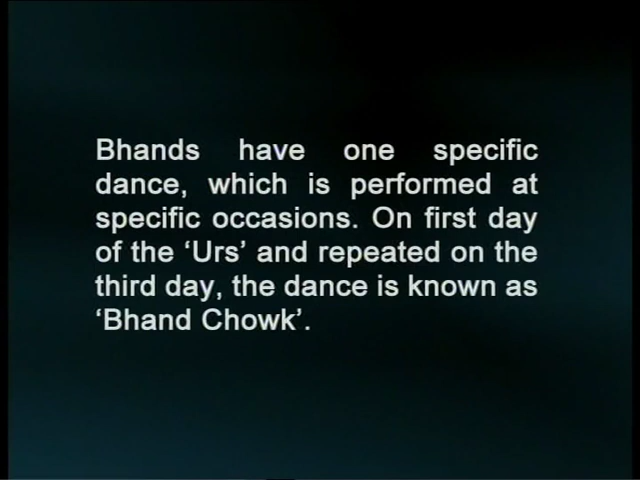 Bhands have one specific
dance, which is performed at
specific occasions. On first day
of the ‘Urs’ and repeated on the
third day, the dance is known as
‘Bhand Chowk’.